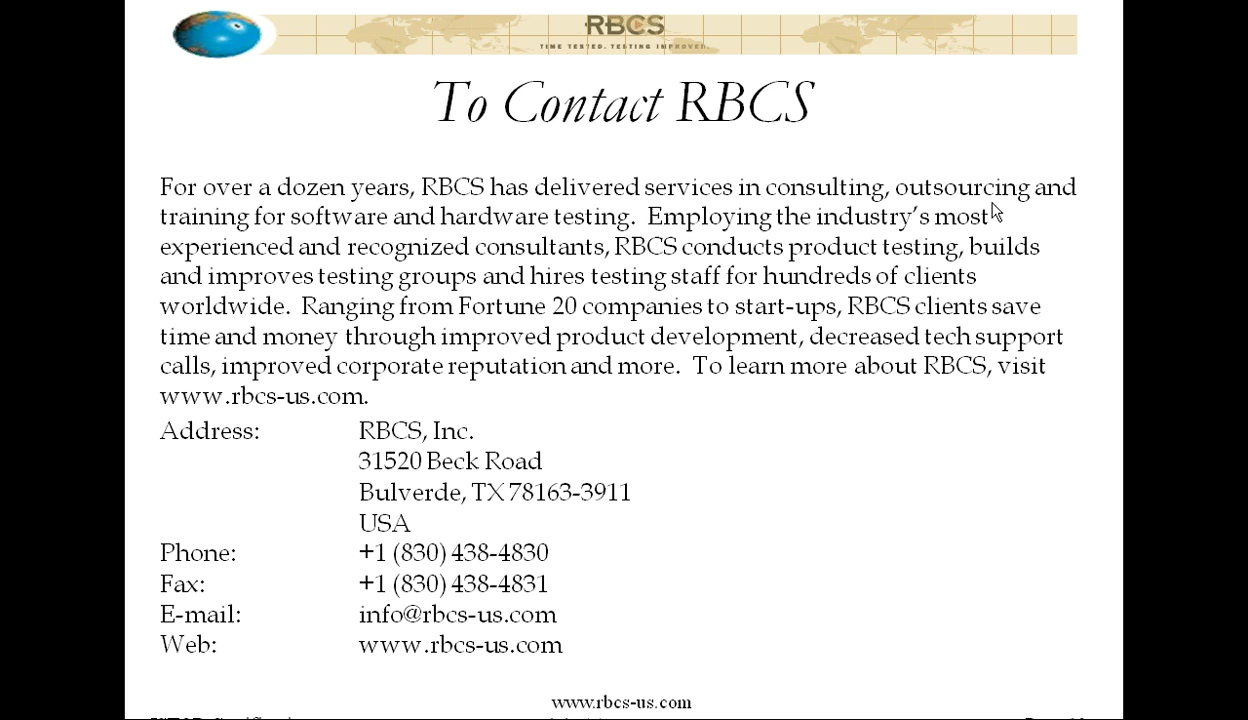 RBCS
TIME TESTED. TESTING IMPROVED.
To Contact RBCS
For over a dozen years, RBCS has delivered services in consulting, outsourcing and
training for software and hardware testing. Employing the industry's most
experienced and recognized consultants, RBCS conducts product testing, builds
and improves testing groups and hires testing staff for hundreds of clients
worldwide. Ranging from Fortune 20 companies to start-ups, RBCS clients save
time and money through improved product development, decreased tech support
calls, improved corporate reputation and more. To learn more about RBCS, visit
www.rbcs-us.com.
Address: RBCS, Inc.
31520 Beck Road
Bulverde, TX 78163-3911
USA
Phone: +1 (830) 438-4830
Fax: +1 (830) 438-4831
E-mail: info@rbcs-us.com
Web: www.rbcs-us.com
www.rbcs-us.com